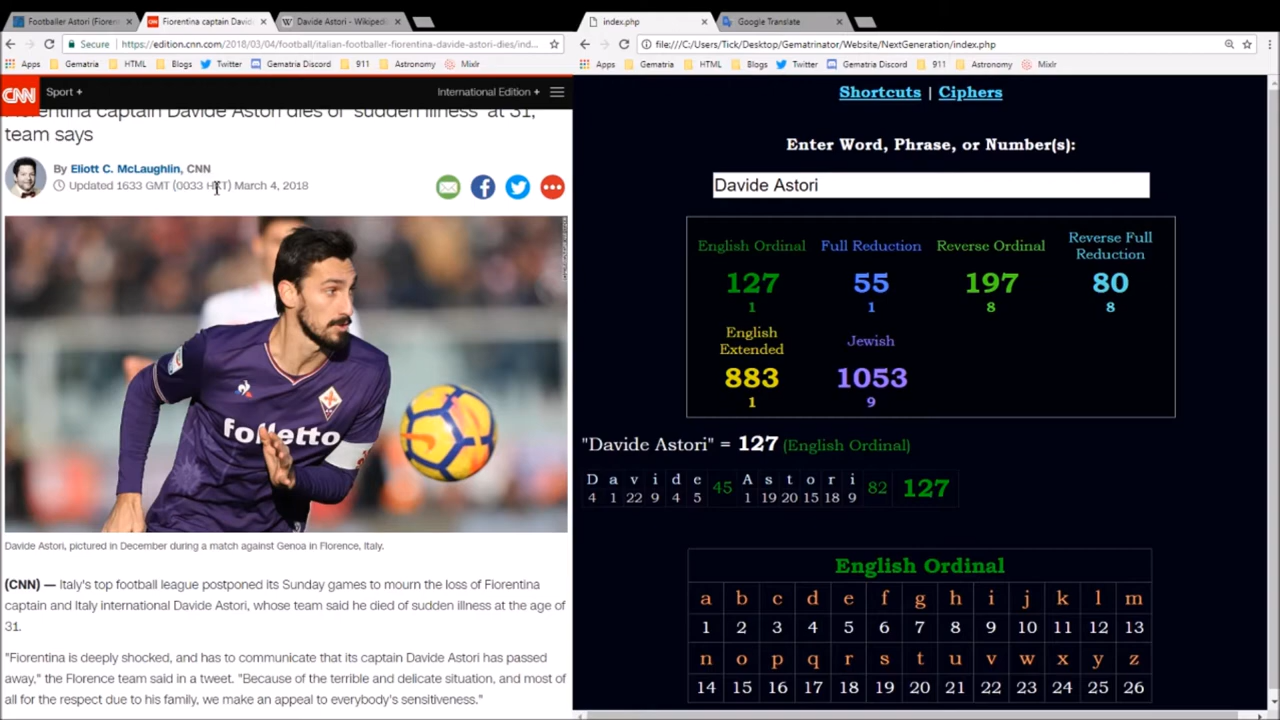 Footballer Astori (Fioren
Fiorentina captain David
Davide Astori - Wikiped
Secure
https://edition.cnn.com/2018/03/04/football/italian-footballer-fiorentina-davide-astori-dies/ind...
Apps
Gematria
HTML
Blogs
Twitter
Gematria Discord
911
Astronomy
Mixlr
CNN
Sport +
International Edition +
Fiorentina captain Davide Astori dies of 'sudden illness' at 31,
team says
By Eliott C. McLaughlin, CNN
Updated 1633 GMT (0033 HKT) March 4, 2018
folletto
Davide Astori, pictured in December during a match against Genoa in Florence, Italy.
(CNN) — Italy's top football league postponed its Sunday games to mourn the loss of Fiorentina
captain and Italy international Davide Astori, whose team said he died of sudden illness at the age of
31.
"Fiorentina is deeply shocked, and has to communicate that its captain Davide Astori has passed
away," the Florence team said in a tweet. "Because of the terrible and delicate situation, and most of
all for the respect due to his family, we make an appeal to everybody's sensitiveness."
index.php
Google Translate
file:///C:/Users/Tick/Desktop/Gematrinator/Website/NextGeneration/index.php
Apps
Gematria
HTML
Blogs
Twitter
Gematria Discord
911
Astronomy
Mixlr
Shortcuts | Ciphers
Enter Word, Phrase, or Number(s):
Davide Astori
English Ordinal
127
1
Full Reduction
55
1
Reverse Ordinal
197
8
Reverse Full
Reduction
80
8
English
Extended
883
1
Jewish
1053
9
"Davide Astori" = 127 (English Ordinal)
D a v i d e 45 A s t o r i 82 127
4 1 22 9 4 5 1 19 20 15 18 9
English Ordinal
a b c d e f g h i j k l m
1 2 3 4 5 6 7 8 9 10 11 12 13
n o p q r s t u v w x y z
14 15 16 17 18 19 20 21 22 23 24 25 26